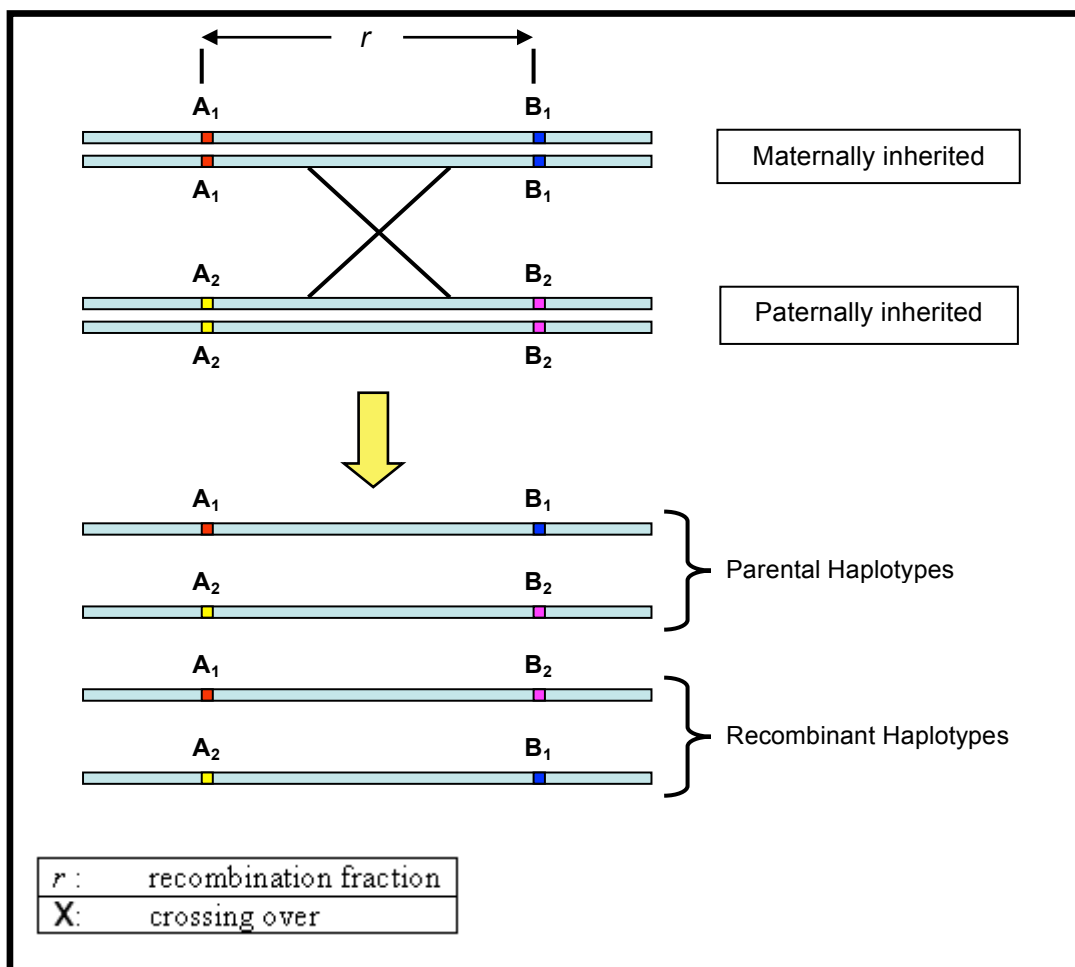 r
A₁ B₁
Maternally inherited
A₁ B₁
A₂ B₂
Paternally inherited
A₂ B₂
A₁ B₁
Parental Haplotypes
A₂ B₂
A₁ B₂
Recombinant Haplotypes
A₂ B₁
r : recombination fraction
X: crossing over